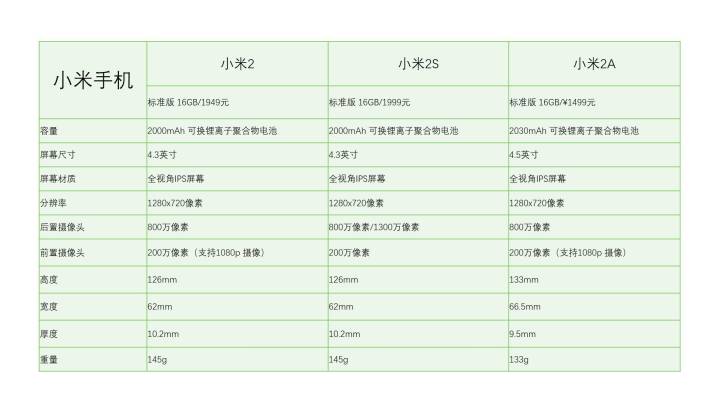 小米手机 小米2 小米2S 小米2A
标准版 16GB/1949元 标准版 16GB/1999元 标准版 16GB/¥1499元
容量 2000mAh 可换锂离子聚合物电池 2000mAh 可换锂离子聚合物电池 2030mAh 可换锂离子聚合物电池
屏幕尺寸 4.3英寸 4.3英寸 4.5英寸
屏幕材质 全视角IPS屏幕 全视角IPS屏幕 全视角IPS屏幕
分辨率 1280x720像素 1280x720像素 1280x720像素
后置摄像头 800万像素 800万像素/1300万像素 800万像素
前置摄像头 200万像素（支持1080p 摄像） 200万像素 200万像素（支持1080p 摄像）
高度 126mm 126mm 133mm
宽度 62mm 62mm 66.5mm
厚度 10.2mm 10.2mm 9.5mm
重量 145g 145g 133g